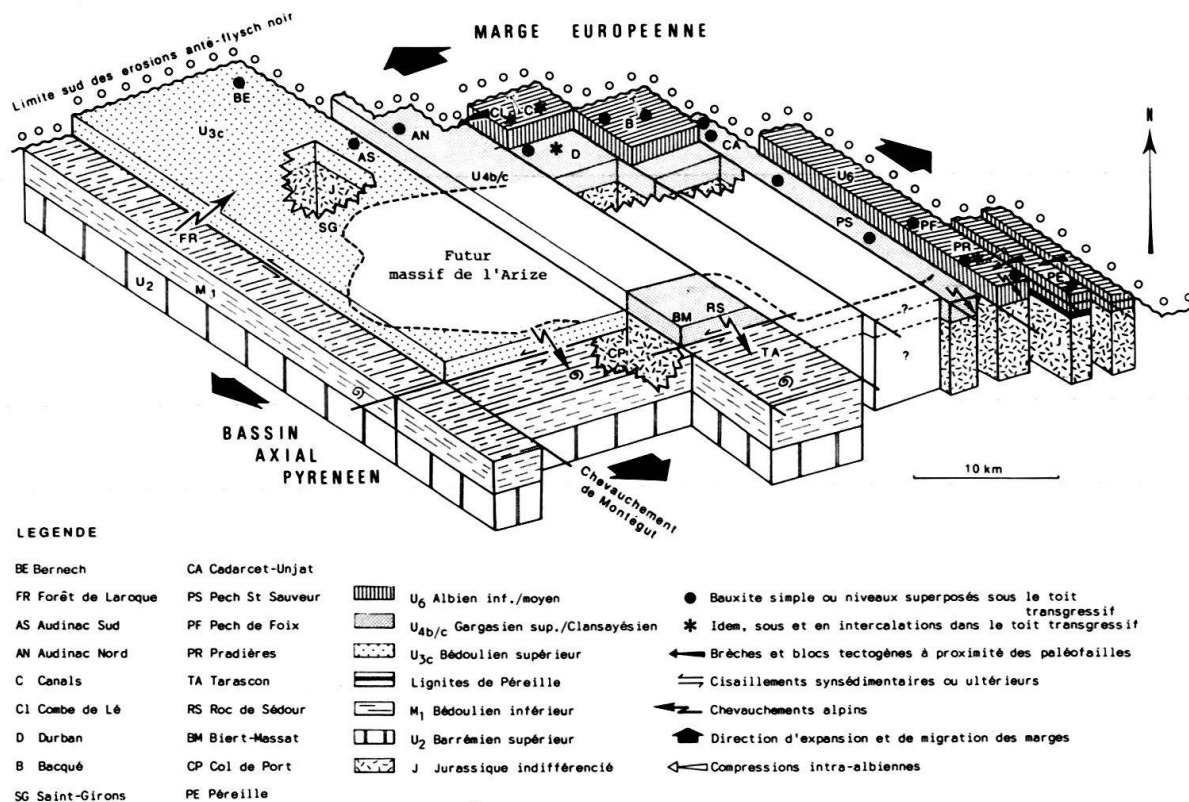 MARGE EUROPEENNE
Limite sud des erosions anté-flysch noir
N
BE
U3c
AS
AN
CL
C
B
D
CA
U6
PS
PF
PR
PE
J
J
SG
FR
U4b/c
Futur
massif de l'Arize
U2
M1
BM
RS
CP
TA
?
?
BASSIN
AXIAL
PYRENEEN
Chevauchement
de Montégut
10 km
LEGENDE
BE Bernech
FR Forêt de Laroque
AS Audinac Sud
AN Audinac Nord
C Canals
Cl Combe de Lé
D Durban
B Bacqué
SG Saint-Girons
CA Cadarcet-Unjat
PS Pech St Sauveur
PF Pech de Foix
PR Pradières
TA Tarascon
RS Roc de Sédour
BM Biert-Massat
CP Col de Port
PE Péreille
U6 Albien inf./moyen
U4b/c Gargasien sup./Clansayésien
U3c Bédoulien supérieur
Lignites de Péreille
M1 Bédoulien inférieur
U2 Barrémien supérieur
J Jurassique indifférencié
Bauxite simple ou niveaux superposés sous le toit
transgressif
Idem, sous et en intercalations dans le toit transgressif
Brèches et blocs tectogènes à proximité des paléofailles
Cisaillements synsédimentaires ou ultérieurs
Chevauchements alpins
Direction d'expansion et de migration des marges
Compressions intra-albiennes